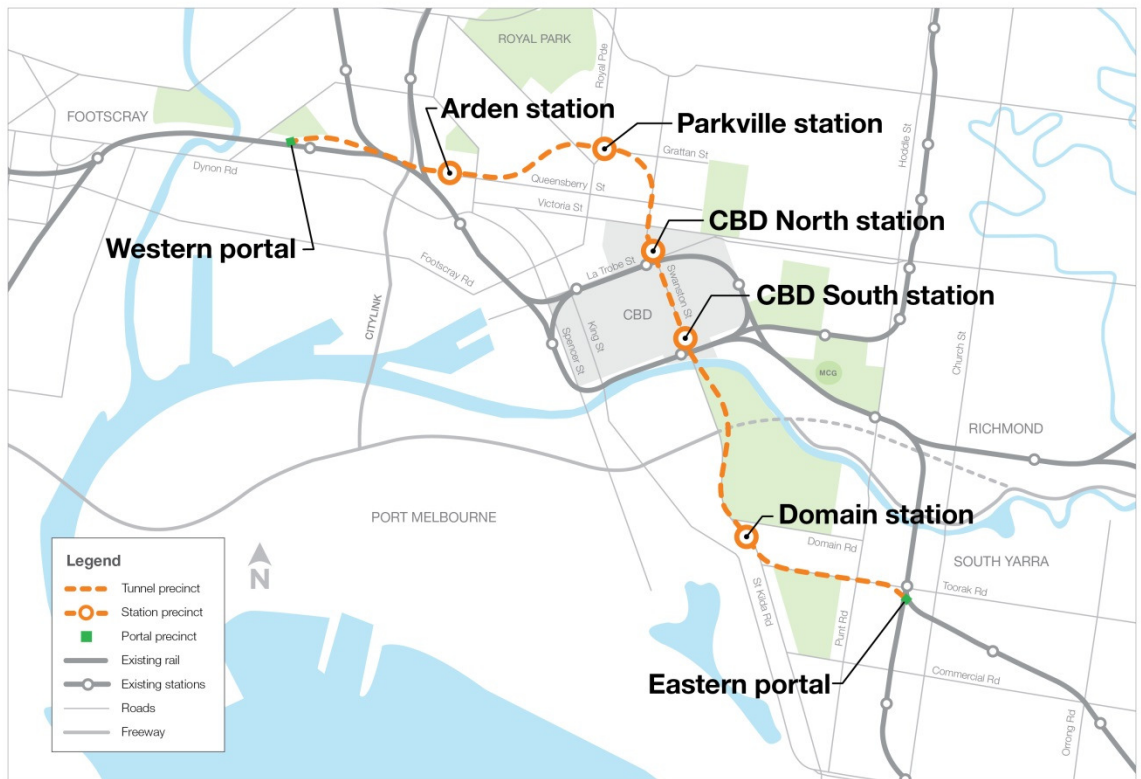 ROYAL PARK
Royal Pde
Hoddle St
FOOTSCRAY
Arden station
Parkville station
Grattan St
Dynon Rd
Queensberry St
Victoria St
Western portal
CBD North station
Footscray Rd
La Trobe St
Swanston St
CBD South station
CITYLINK
CBD
King St
Spencer St
Church St
MCG
RICHMOND
PORT MELBOURNE
Domain station
Domain Rd
SOUTH YARRA
Toorak Rd
St Kilda Rd
Punt Rd
Eastern portal
Commercial Rd
Orrong Rd
N
Legend
Tunnel precinct
Station precinct
Portal precinct
Existing rail
Existing stations
Roads
Freeway